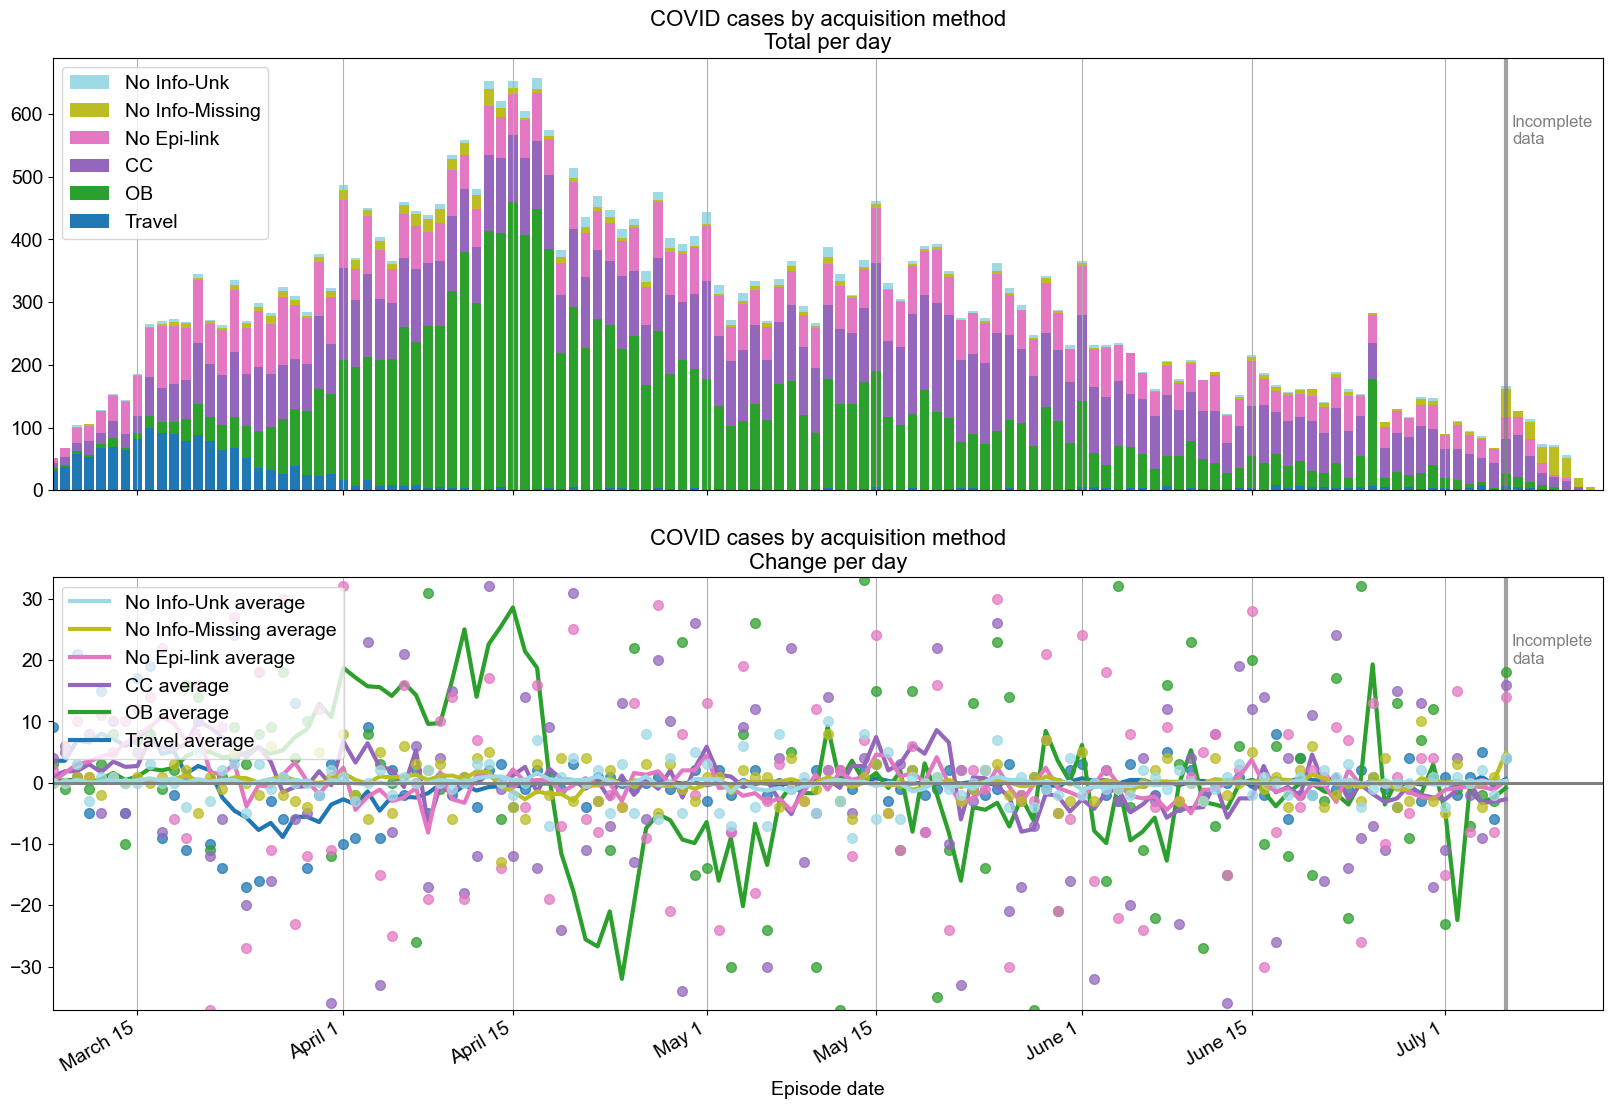 COVID cases by acquisition method
Total per day
No Info-Unk
No Info-Missing
No Epi-link
CC
OB
Travel
Incomplete
data
600
500
400
300
200
100
0
COVID cases by acquisition method
Change per day
No Info-Unk average
No Info-Missing average
No Epi-link average
CC average
OB average
Travel average
Incomplete
data
30
20
10
0
−10
−20
−30
March 15
April 1
April 15
May 1
May 15
June 1
June 15
July 1
Episode date